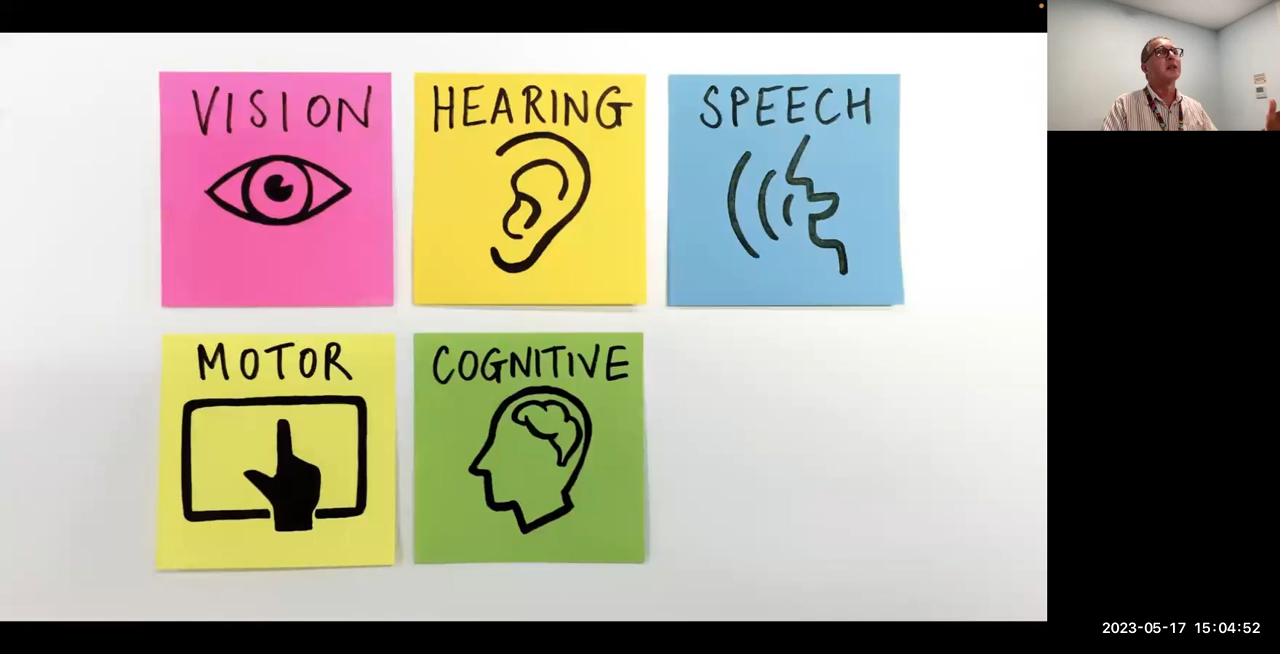 VISION
HEARING
SPEECH
MOTOR
COGNITIVE
2023-05-17 15:04:52